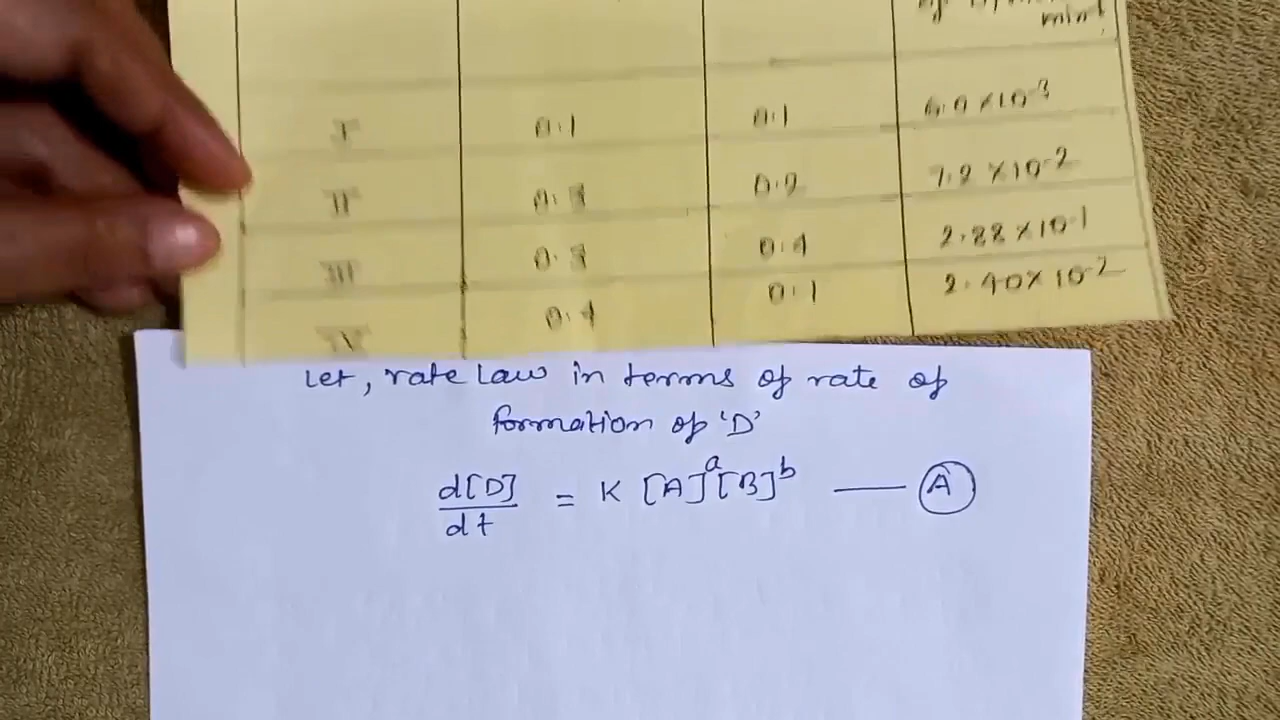 min⁻¹
I 0.1 0.1 6.0 × 10⁻³
II 0.3 0.2 7.2 × 10⁻²
III 0.3 0.4 2.88 × 10⁻¹
IV 0.4 0.1 2.40 × 10⁻²
Let, rate law in terms of rate of
formation of 'D'
d[D]/dt = K [A]ᵃ[B]ᵇ —— (A)